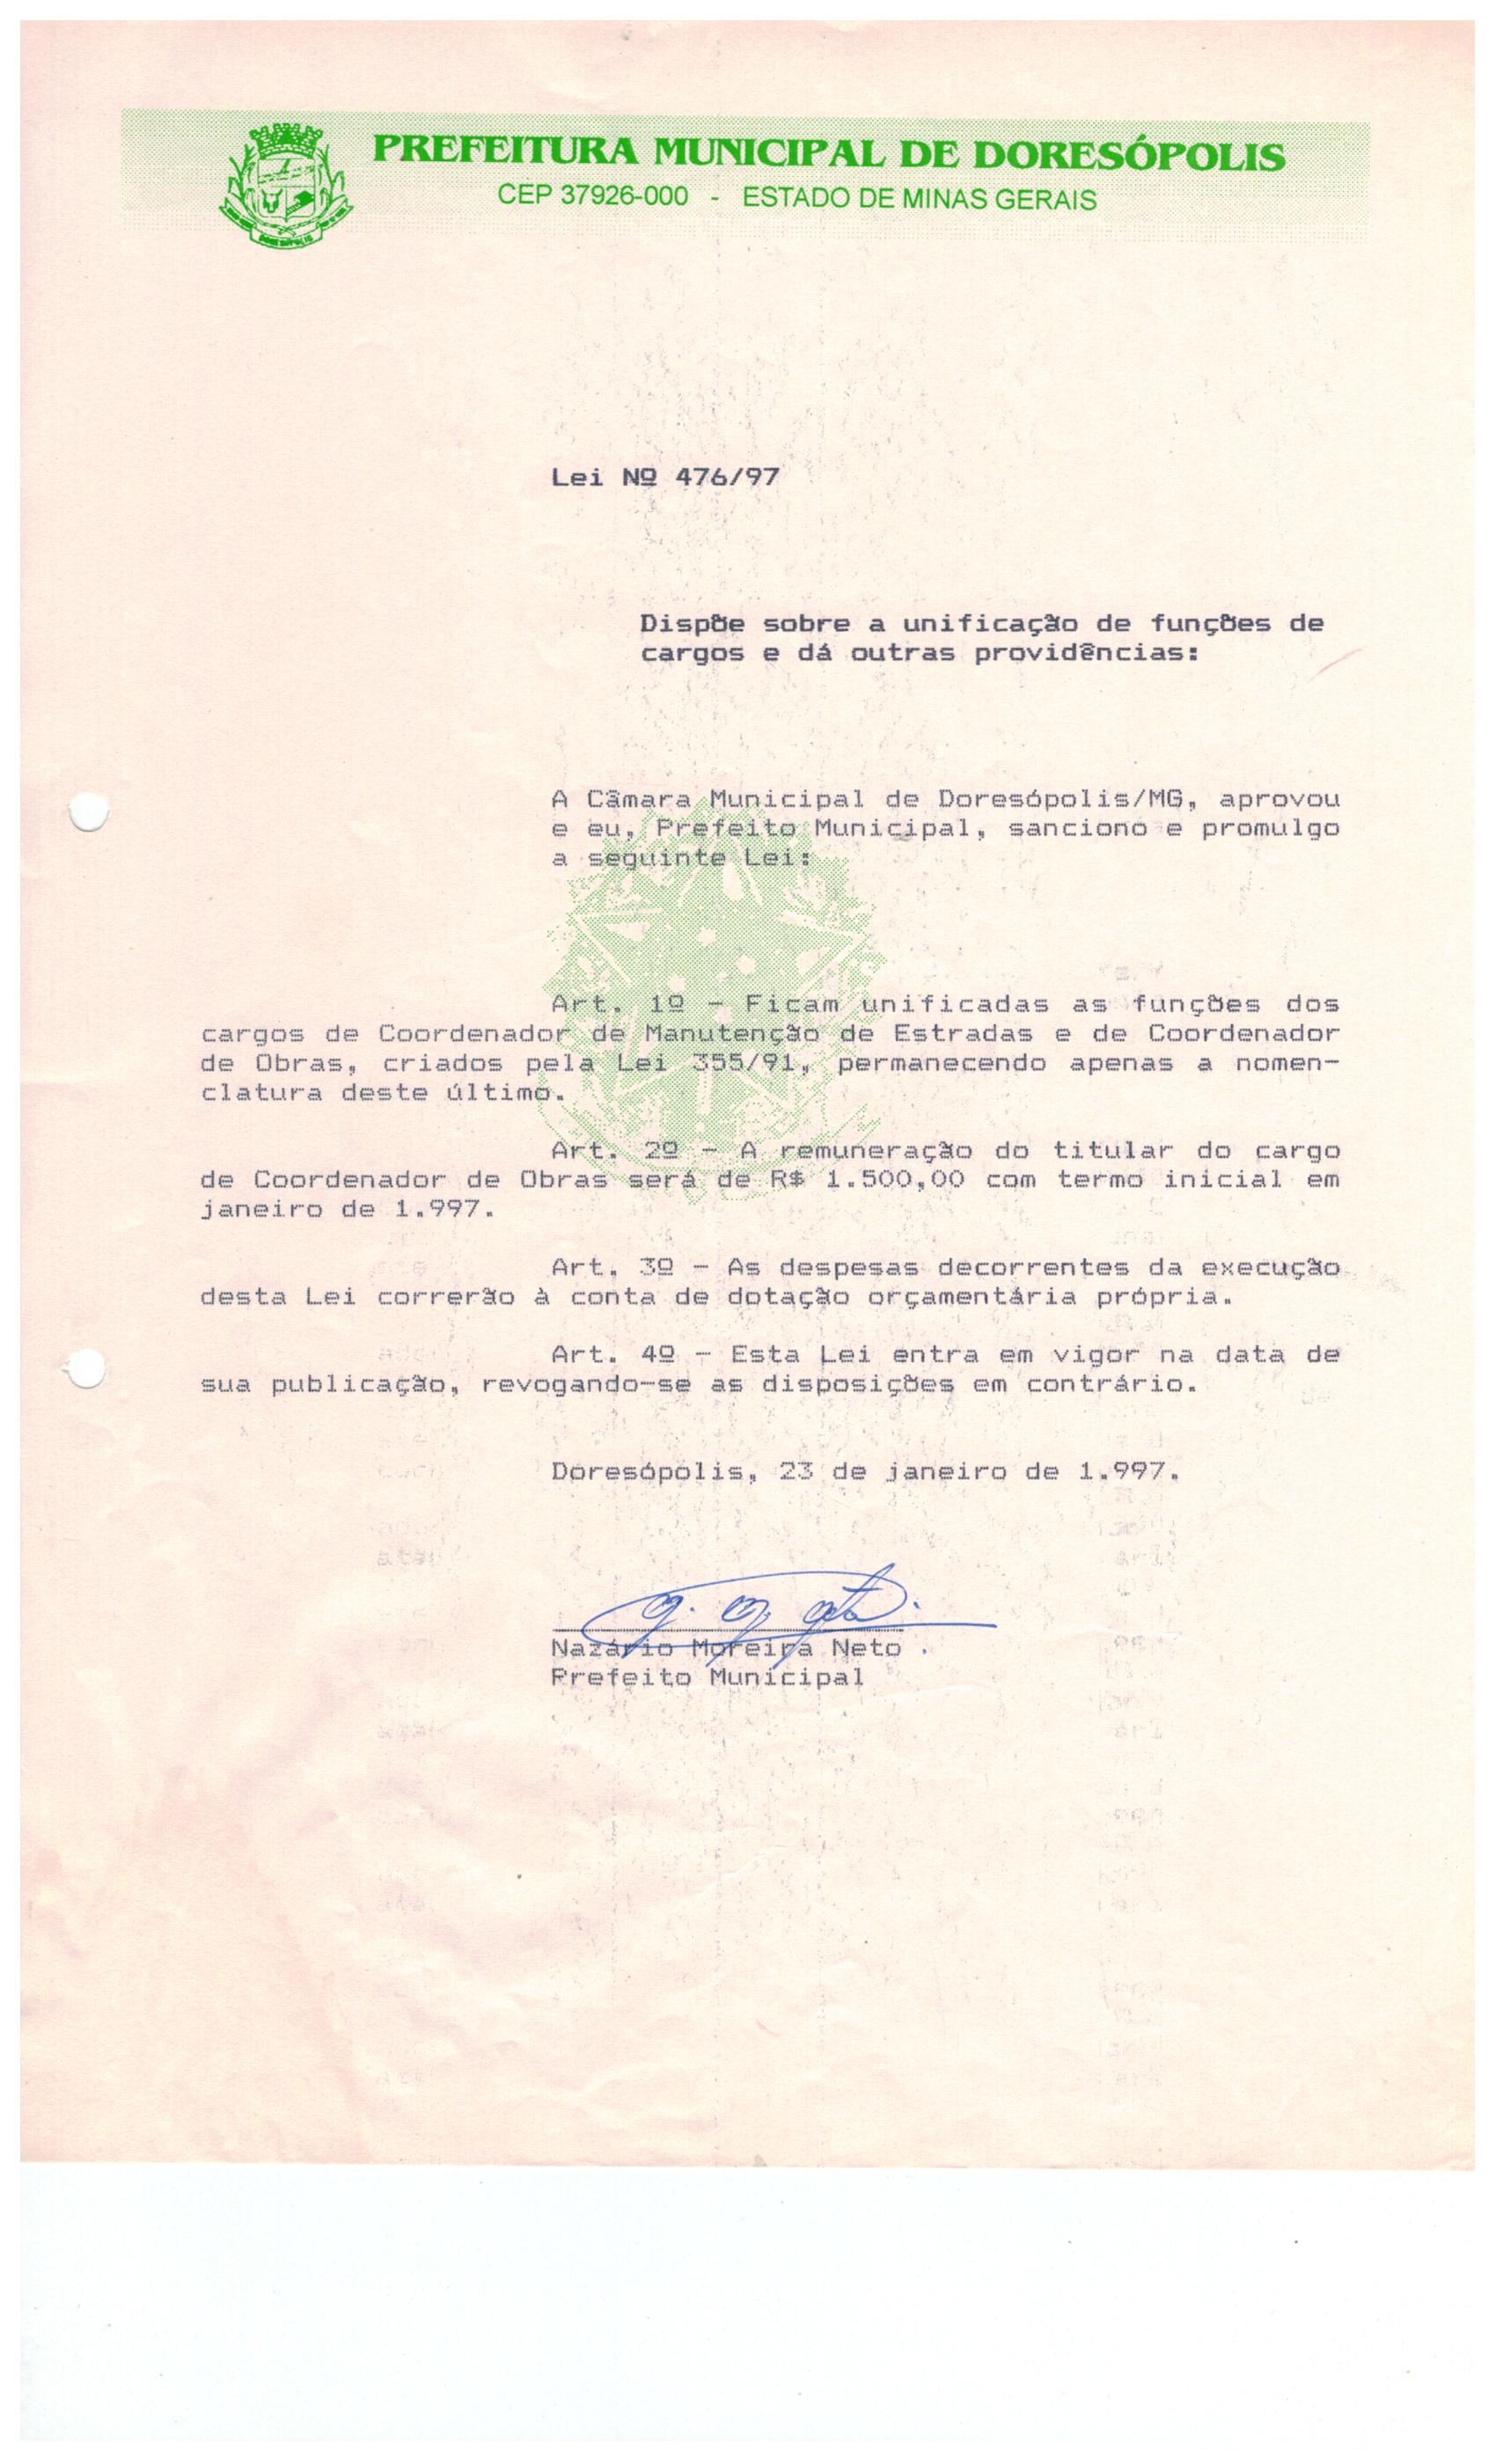 PREFEITURA MUNICIPAL DE DORESÓPOLIS
CEP 37926-000 - ESTADO DE MINAS GERAIS
DORESÓPOLIS
Lei Nº 476/97
Dispõe sobre a unificação de funções de
cargos e dá outras providências:
A Câmara Municipal de Doresópolis/MG, aprovou
e eu, Prefeito Municipal, sanciono e promulgo
a seguinte Lei:
Art. 1º - Ficam unificadas as funções dos
cargos de Coordenador de Manutenção de Estradas e de Coordenador
de Obras, criados pela Lei 355/91, permanecendo apenas a nomen-
clatura deste último.
Art. 2º - A remuneração do titular do cargo
de Coordenador de Obras será de R$ 1.500,00 com termo inicial em
janeiro de 1.997.
Art. 3º - As despesas decorrentes da execução
desta Lei correrão à conta de dotação orçamentária própria.
Art. 4º - Esta Lei entra em vigor na data de
sua publicação, revogando-se as disposições em contrário.
Doresópolis, 23 de janeiro de 1.997.
Nazário Moreira Neto
Prefeito Municipal